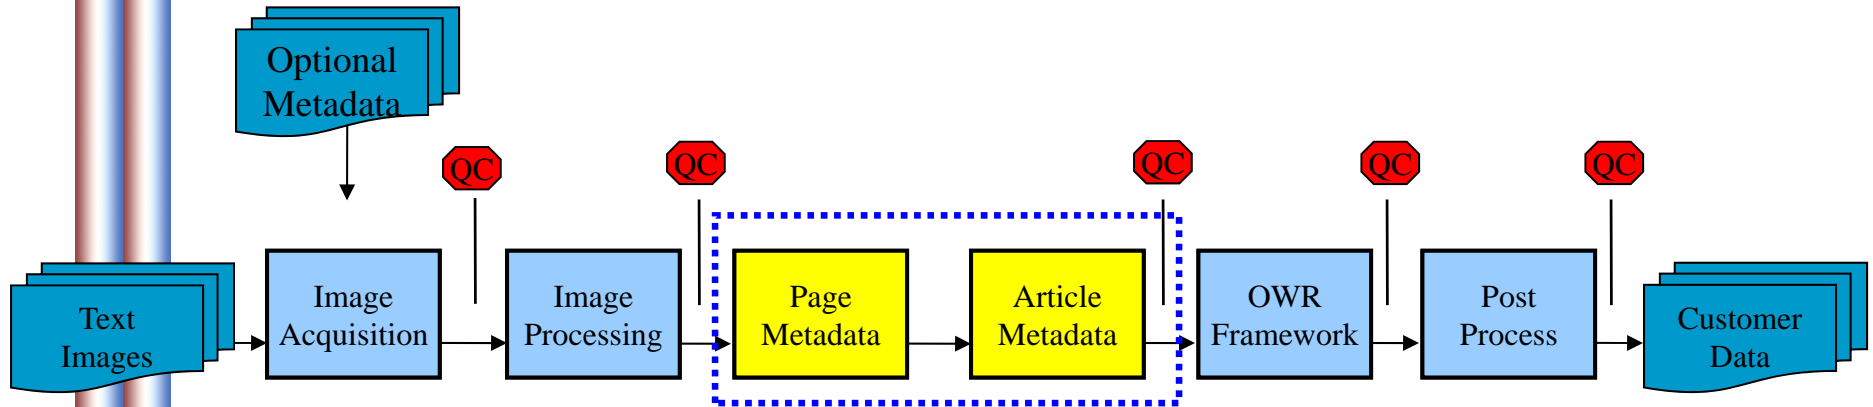 Optional
Metadata
QC
QC
QC
QC
QC
Text
Images
Image
Acquisition
Image
Processing
Page
Metadata
Article
Metadata
OWR
Framework
Post
Process
Customer
Data